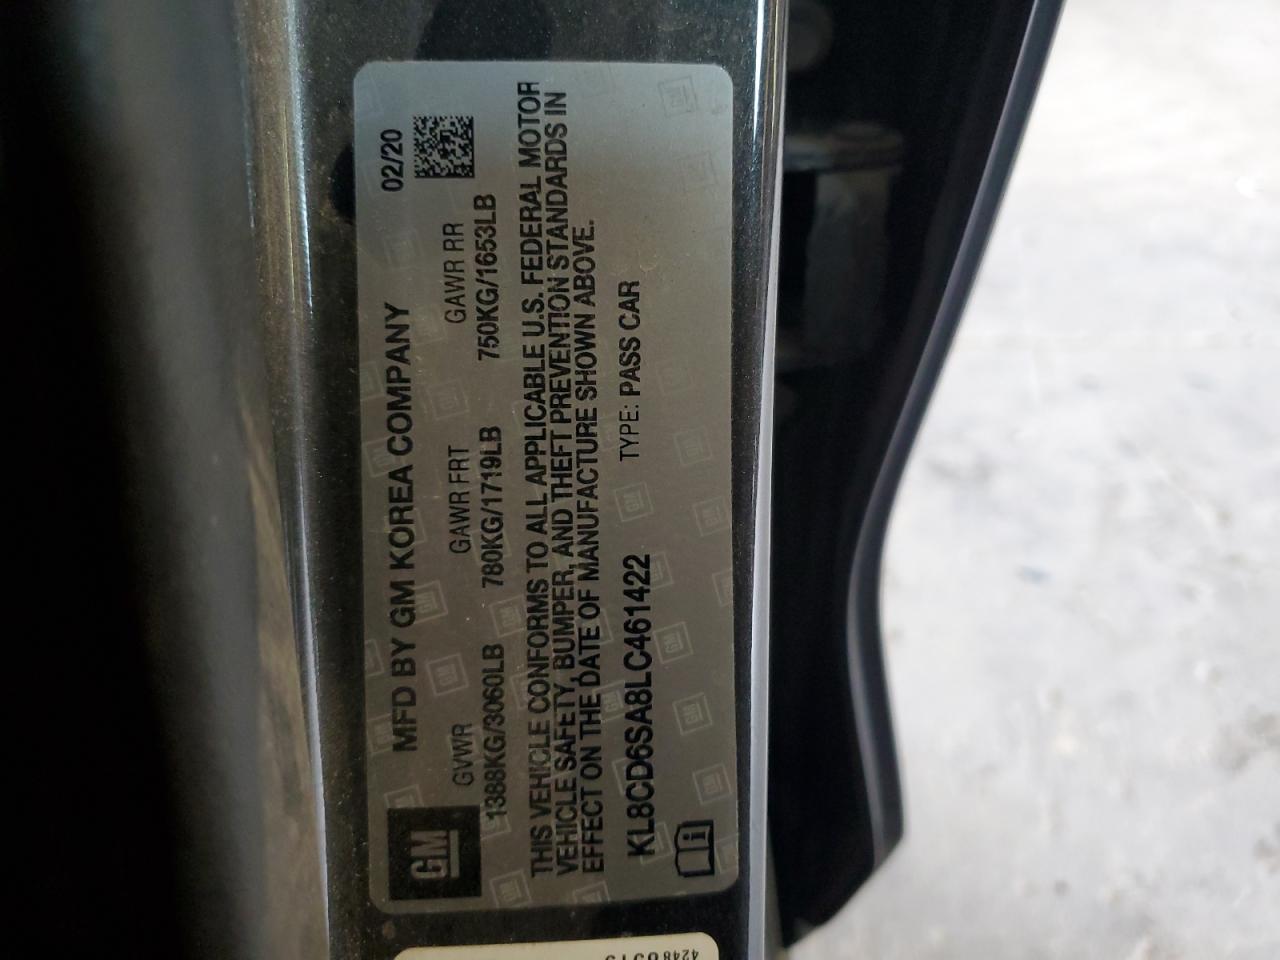 GM
MFD BY GM KOREA COMPANY 02/20
GVWR GAWR FRT GAWR RR
1388KG/3060LB 780KG/1719LB 750KG/1653LB
THIS VEHICLE CONFORMS TO ALL APPLICABLE U.S. FEDERAL MOTOR
VEHICLE SAFETY, BUMPER, AND THEFT PREVENTION STANDARDS IN
EFFECT ON THE DATE OF MANUFACTURE SHOWN ABOVE.
KL8CD6SA8LC461422 TYPE: PASS CAR